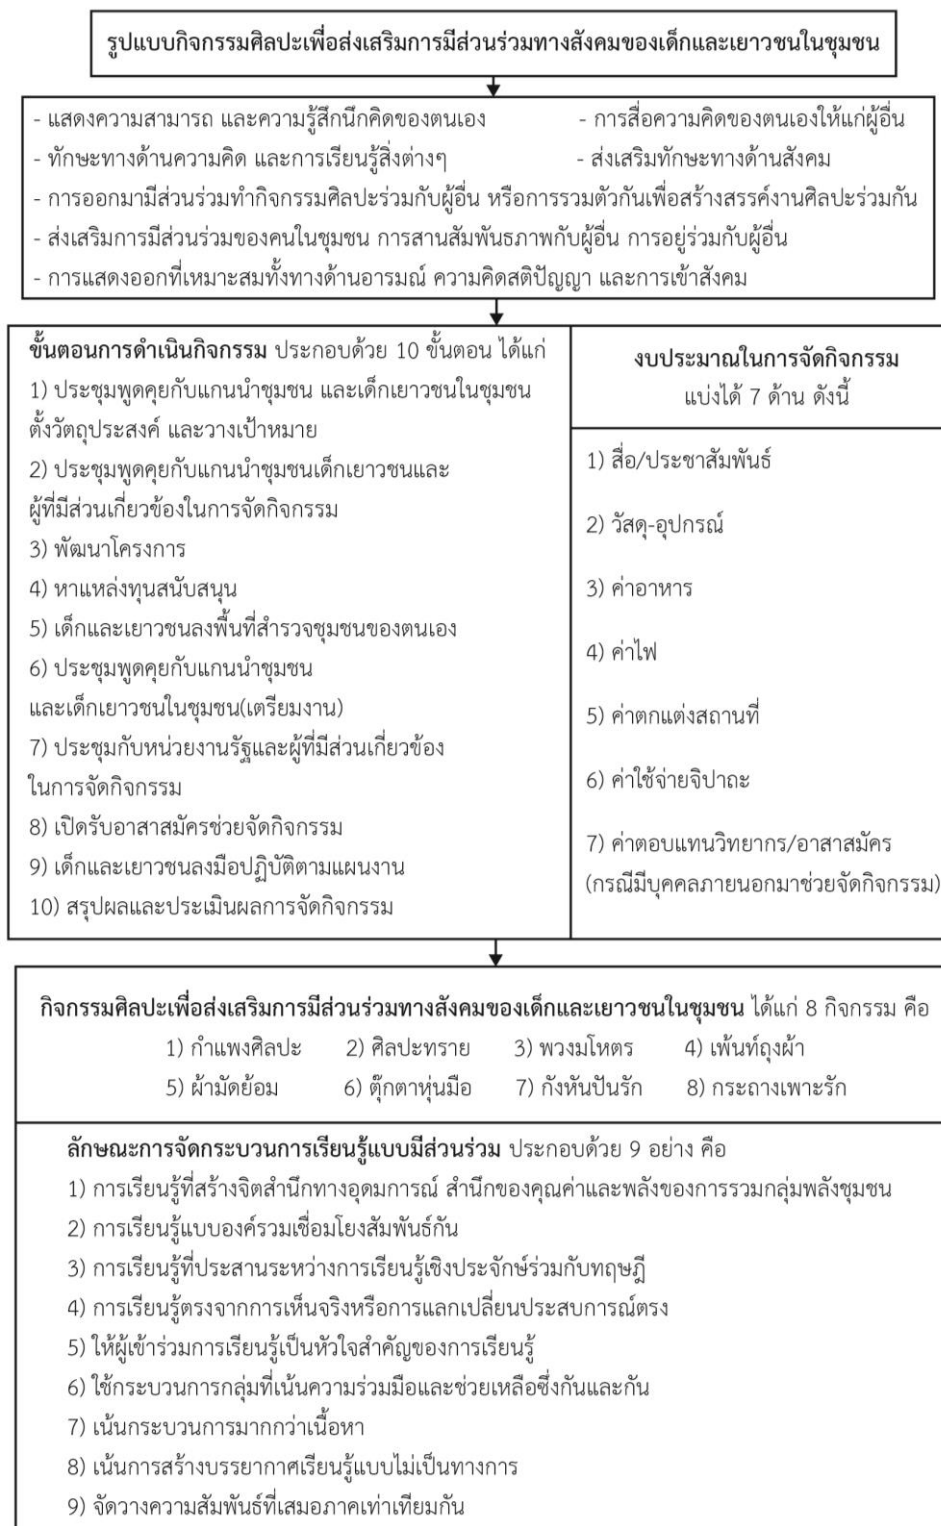 รูปแบบกิจกรรมศิลปะเพื่อส่งเสริมการมีส่วนร่วมทางสังคมของเด็กและเยาวชนในชุมชน
- แสดงความสามารถ และความรู้สึกนึกคิดของตนเอง - การสื่อความคิดของตนเองให้แก่ผู้อื่น
- ทักษะทางด้านความคิด และการเรียนรู้สิ่งต่างๆ - ส่งเสริมทักษะทางด้านสังคม
- การออกมามีส่วนร่วมทำกิจกรรมศิลปะร่วมกับผู้อื่น หรือการรวมตัวกันเพื่อสร้างสรรค์งานศิลปะร่วมกัน
- ส่งเสริมการมีส่วนร่วมของคนในชุมชน การสานสัมพันธภาพกับผู้อื่น การอยู่ร่วมกับผู้อื่น
- การแสดงออกที่เหมาะสมทั้งทางด้านอารมณ์ ความคิดสติปัญญา และการเข้าสังคม
ขั้นตอนการดำเนินกิจกรรม ประกอบด้วย 10 ขั้นตอน ได้แก่
1) ประชุมพูดคุยกับแกนนำชุมชน และเด็กเยาวชนในชุมชน
ตั้งวัตถุประสงค์ และวางเป้าหมาย
2) ประชุมพูดคุยกับแกนนำชุมชนเด็กเยาวชนและ
ผู้ที่มีส่วนเกี่ยวข้องในการจัดกิจกรรม
3) พัฒนาโครงการ
4) หาแหล่งทุนสนับสนุน
5) เด็กและเยาวชนลงพื้นที่สำรวจชุมชนของตนเอง
6) ประชุมพูดคุยกับแกนนำชุมชน
และเด็กเยาวชนในชุมชน(เตรียมงาน)
7) ประชุมกับหน่วยงานรัฐและผู้ที่มีส่วนเกี่ยวข้อง
ในการจัดกิจกรรม
8) เปิดรับอาสาสมัครช่วยจัดกิจกรรม
9) เด็กและเยาวชนลงมือปฏิบัติตามแผนงาน
10) สรุปผลและประเมินผลการจัดกิจกรรม
งบประมาณในการจัดกิจกรรม
แบ่งได้ 7 ด้าน ดังนี้
1) สื่อ/ประชาสัมพันธ์
2) วัสดุ-อุปกรณ์
3) ค่าอาหาร
4) ค่าไฟ
5) ค่าตกแต่งสถานที่
6) ค่าใช้จ่ายจิปาถะ
7) ค่าตอบแทนวิทยากร/อาสาสมัคร
(กรณีมีบุคคลภายนอกมาช่วยจัดกิจกรรม)
กิจกรรมศิลปะเพื่อส่งเสริมการมีส่วนร่วมทางสังคมของเด็กและเยาวชนในชุมชน ได้แก่ 8 กิจกรรม คือ
1) กำแพงศิลปะ 2) ศิลปะทราย 3) พวงมโหตร 4) เพ้นท์ถุงผ้า
5) ผ้ามัดย้อม 6) ตุ๊กตาหุ่นมือ 7) กังหันปันรัก 8) กระถางเพาะรัก
ลักษณะการจัดกระบวนการเรียนรู้แบบมีส่วนร่วม ประกอบด้วย 9 อย่าง คือ
1) การเรียนรู้ที่สร้างจิตสำนึกทางอุดมการณ์ สำนึกของคุณค่าและพลังของการรวมกลุ่มพลังชุมชน
2) การเรียนรู้แบบองค์รวมเชื่อมโยงสัมพันธ์กัน
3) การเรียนรู้ที่ประสานระหว่างการเรียนรู้เชิงประจักษ์ร่วมกับทฤษฎี
4) การเรียนรู้ตรงจากการเห็นจริงหรือการแลกเปลี่ยนประสบการณ์ตรง
5) ให้ผู้เข้าร่วมการเรียนรู้เป็นหัวใจสำคัญของการเรียนรู้
6) ใช้กระบวนการกลุ่มที่เน้นความร่วมมือและช่วยเหลือซึ่งกันและกัน
7) เน้นกระบวนการมากกว่าเนื้อหา
8) เน้นการสร้างบรรยากาศเรียนรู้แบบไม่เป็นทางการ
9) จัดวางความสัมพันธ์ที่เสมอภาคเท่าเทียมกัน